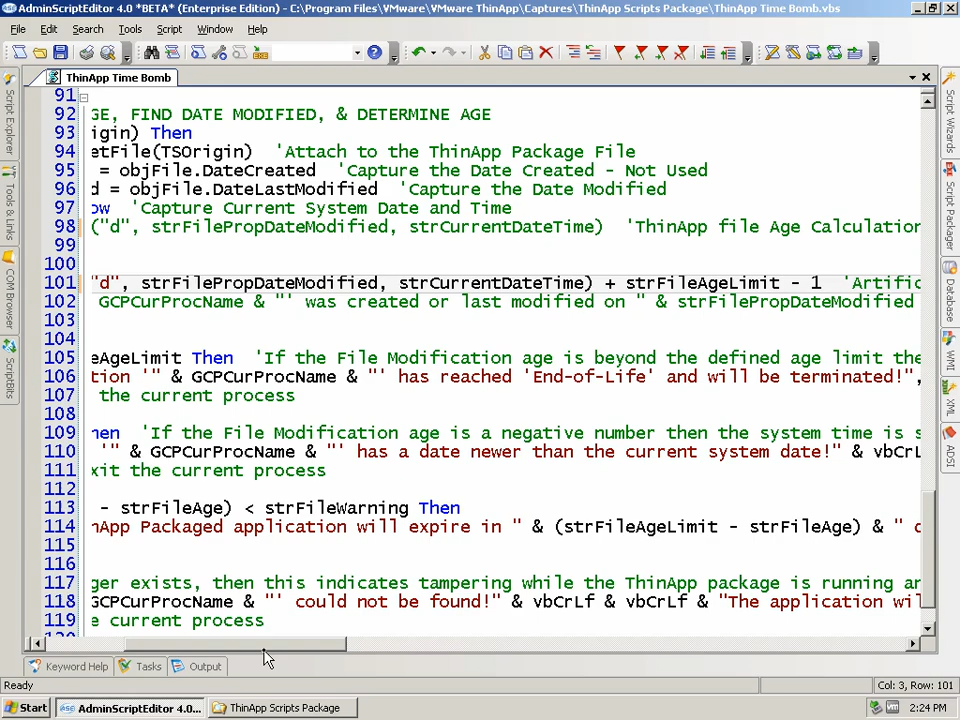 AdminScriptEditor 4.0 *BETA* (Enterprise Edition) - C:\Program Files\VMware\VMware ThinApp\Captures\ThinApp Scripts Package\ThinApp Time Bomb.vbs
File Edit Search Tools Script Window Help
ThinApp Time Bomb
91
92 GE, FIND DATE MODIFIED, & DETERMINE AGE
93 igin) Then
94 etFile(TSOrigin) 'Attach to the ThinApp Package File
95 = objFile.DateCreated 'Capture the Date Created - Not Used
96 d = objFile.DateLastModified 'Capture the Date Modified
97 ow 'Capture Current System Date and Time
98 ("d", strFilePropDateModified, strCurrentDateTime) 'ThinApp file Age Calculation
99
100
101 "d", strFilePropDateModified, strCurrentDateTime) + strFileAgeLimit - 1 'Artific
102 GCPCurProcName & "' was created or last modified on " & strFilePropDateModified
103
104
105 eAgeLimit Then 'If the File Modification age is beyond the defined age limit the
106 tion '" & GCPCurProcName & "' has reached 'End-of-Life' and will be terminated!",
107 the current process
108
109 hen 'If the File Modification age is a negative number then the system time is s
110 '" & GCPCurProcName & "' has a date newer than the current system date!" & vbCrL
111 xit the current process
112
113 - strFileAge) < strFileWarning Then
114 nApp Packaged application will expire in " & (strFileAgeLimit - strFileAge) & " d
115
116
117 ger exists, then this indicates tampering while the ThinApp package is running an
118 GCPCurProcName & "' could not be found!" & vbCrLf & vbCrLf & "The application wil
119 e current process
Script Explorer
Tools & Links
COM Browser
ScriptBits
Script Wizards
Script Packager
Database
WMI
XML
ADSI
Keyword Help Tasks Output
Ready Col: 3, Row: 101
Start AdminScriptEditor 4.0... ThinApp Scripts Package 2:24 PM